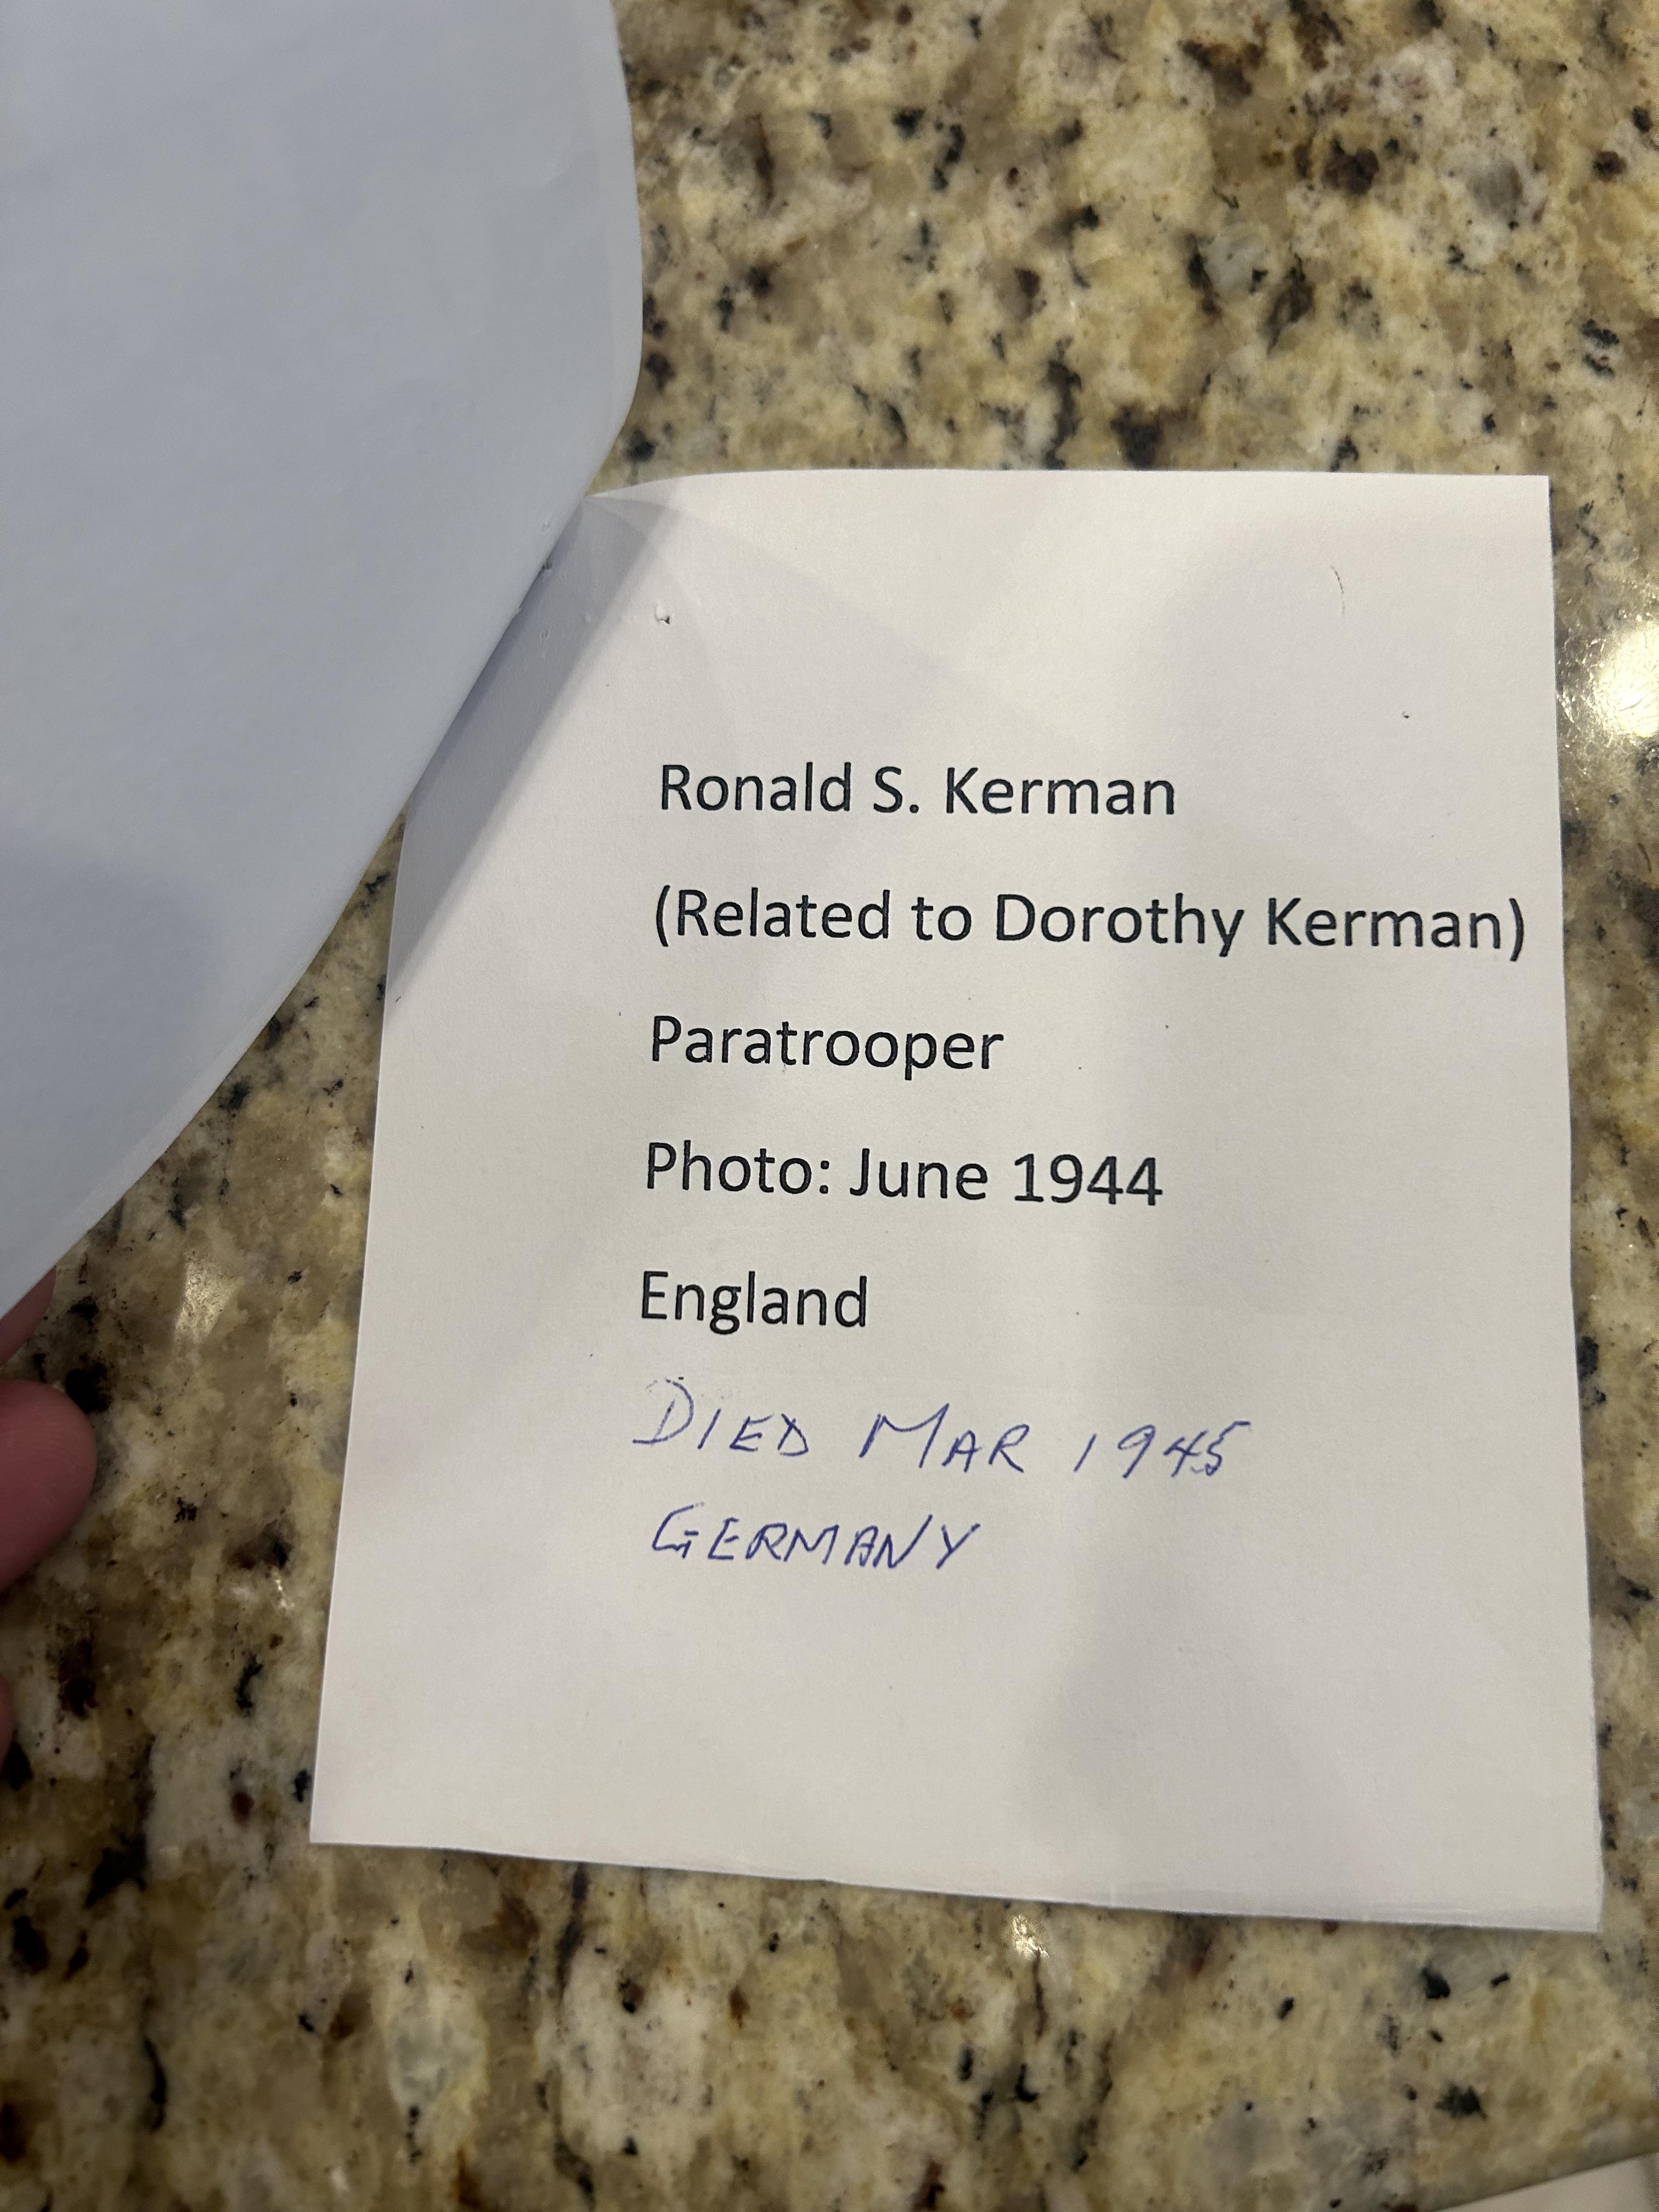 Ronald S. Kerman
(Related to Dorothy Kerman)
Paratrooper
Photo: June 1944
England
DIED MAR 1945
GERMANY